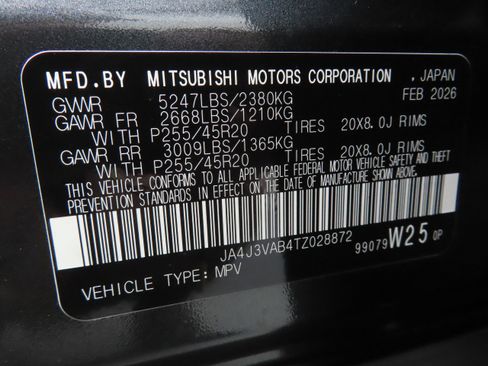 MFD.BY MITSUBISHI MOTORS CORPORATION , JAPAN
GVWR 5247LBS/2380KG FEB 2026
GAWR FR 2668LBS/1210KG
WITH P255/45R20 TIRES 20X8.0J RIMS
GAWR RR 3009LBS/1365KG
WITH P255/45R20 TIRES 20X8.0J RIMS
THIS VEHICLE CONFORMS TO ALL APPLICABLE FEDERAL MOTOR VEHICLE SAFETY AND THEFT
PREVENTION STANDARDS IN EFFECT ON THE DATE OF MANUFACTURE SHOWN ABOVE.
JA4J3VAB4TZ028872
99079 W25 0P
VEHICLE TYPE: MPV